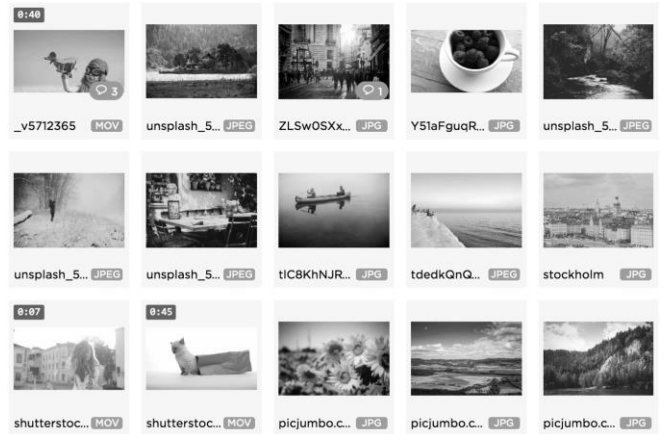 0:40
3
1
_v5712365 MOV
unsplash_5... JPEG
ZLSw0SXx... JPG
Y51aFguqR... JPG
unsplash_5... JPEG
unsplash_5... JPEG
unsplash_5... JPEG
tlC8KhNJR... JPG
tdedkQnQ... JPEG
stockholm JPG
0:07
0:45
shutterstoc... MOV
shutterstoc... MOV
picjumbo.c... JPG
picjumbo.c... JPG
picjumbo.c... JPG